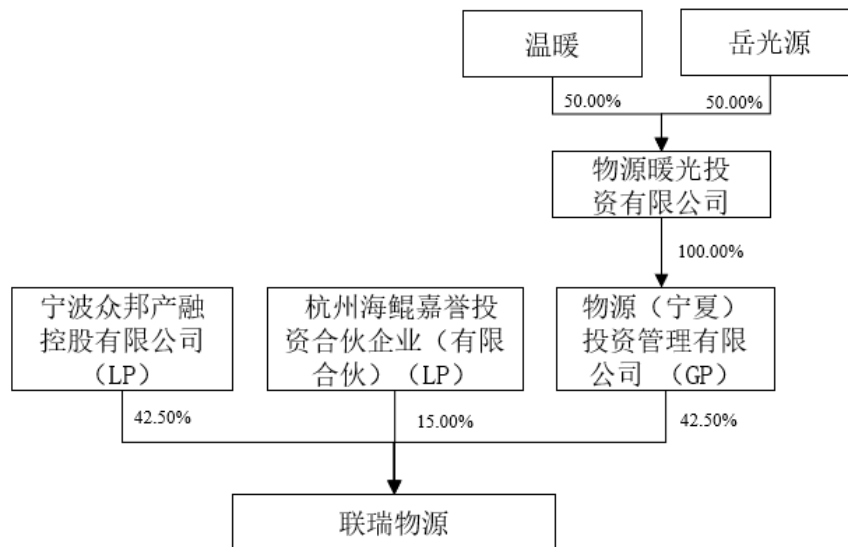 温暖
岳光源
50.00%
50.00%
物源暖光投
资有限公司
100.00%
宁波众邦产融
控股有限公司
（LP）
杭州海鲲嘉誉投
资合伙企业（有限
合伙）（LP）
物源（宁夏）
投资管理有限
公司 （GP）
42.50%
15.00%
42.50%
联瑞物源